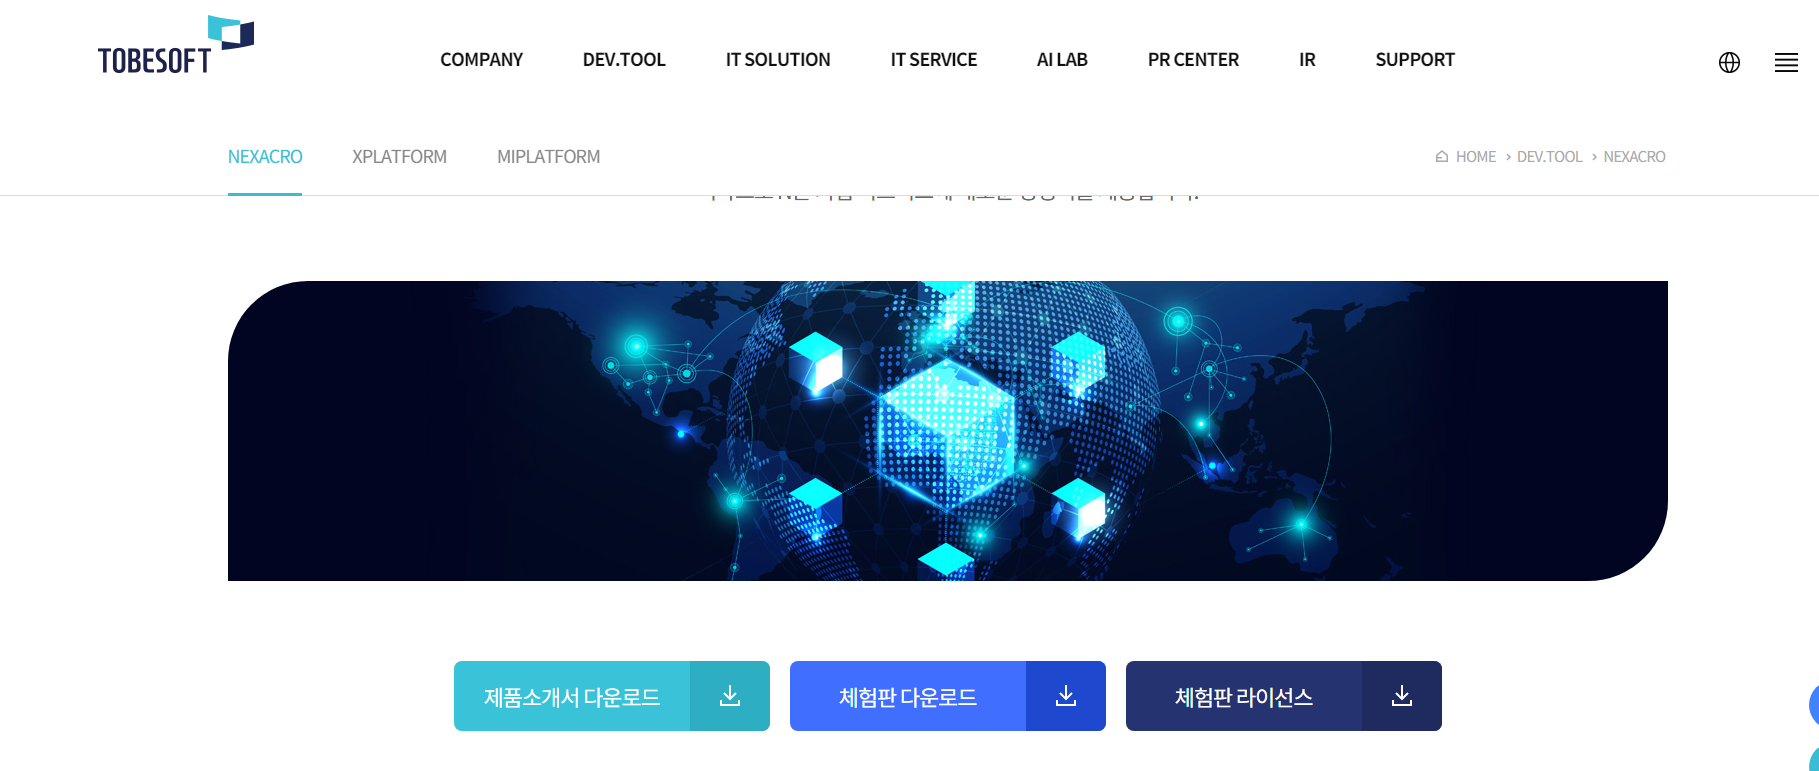 TOBESOFT
COMPANY DEV.TOOL IT SOLUTION IT SERVICE AI LAB PR CENTER IR SUPPORT
NEXACRO XPLATFORM MIPLATFORM
HOME > DEV.TOOL > NEXACRO
제품소개서 다운로드
체험판 다운로드
체험판 라이선스